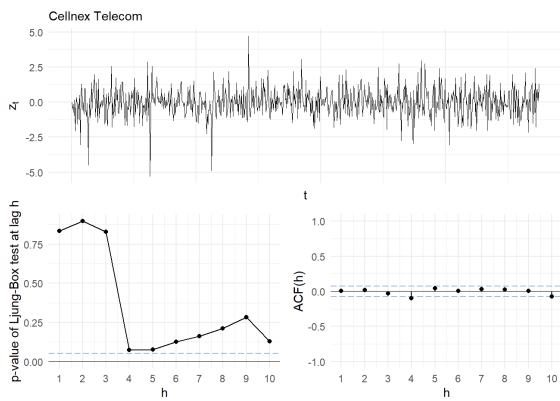 Cellnex Telecom
5.0
2.5
0.0
-2.5
-5.0
zt
t
p-value of Ljung-Box test at lag h
0.75
0.50
0.25
0.00
1 2 3 4 5 6 7 8 9 10
h
ACF(h)
1.0
0.5
0.0
-0.5
-1.0
1 2 3 4 5 6 7 8 9 10
h